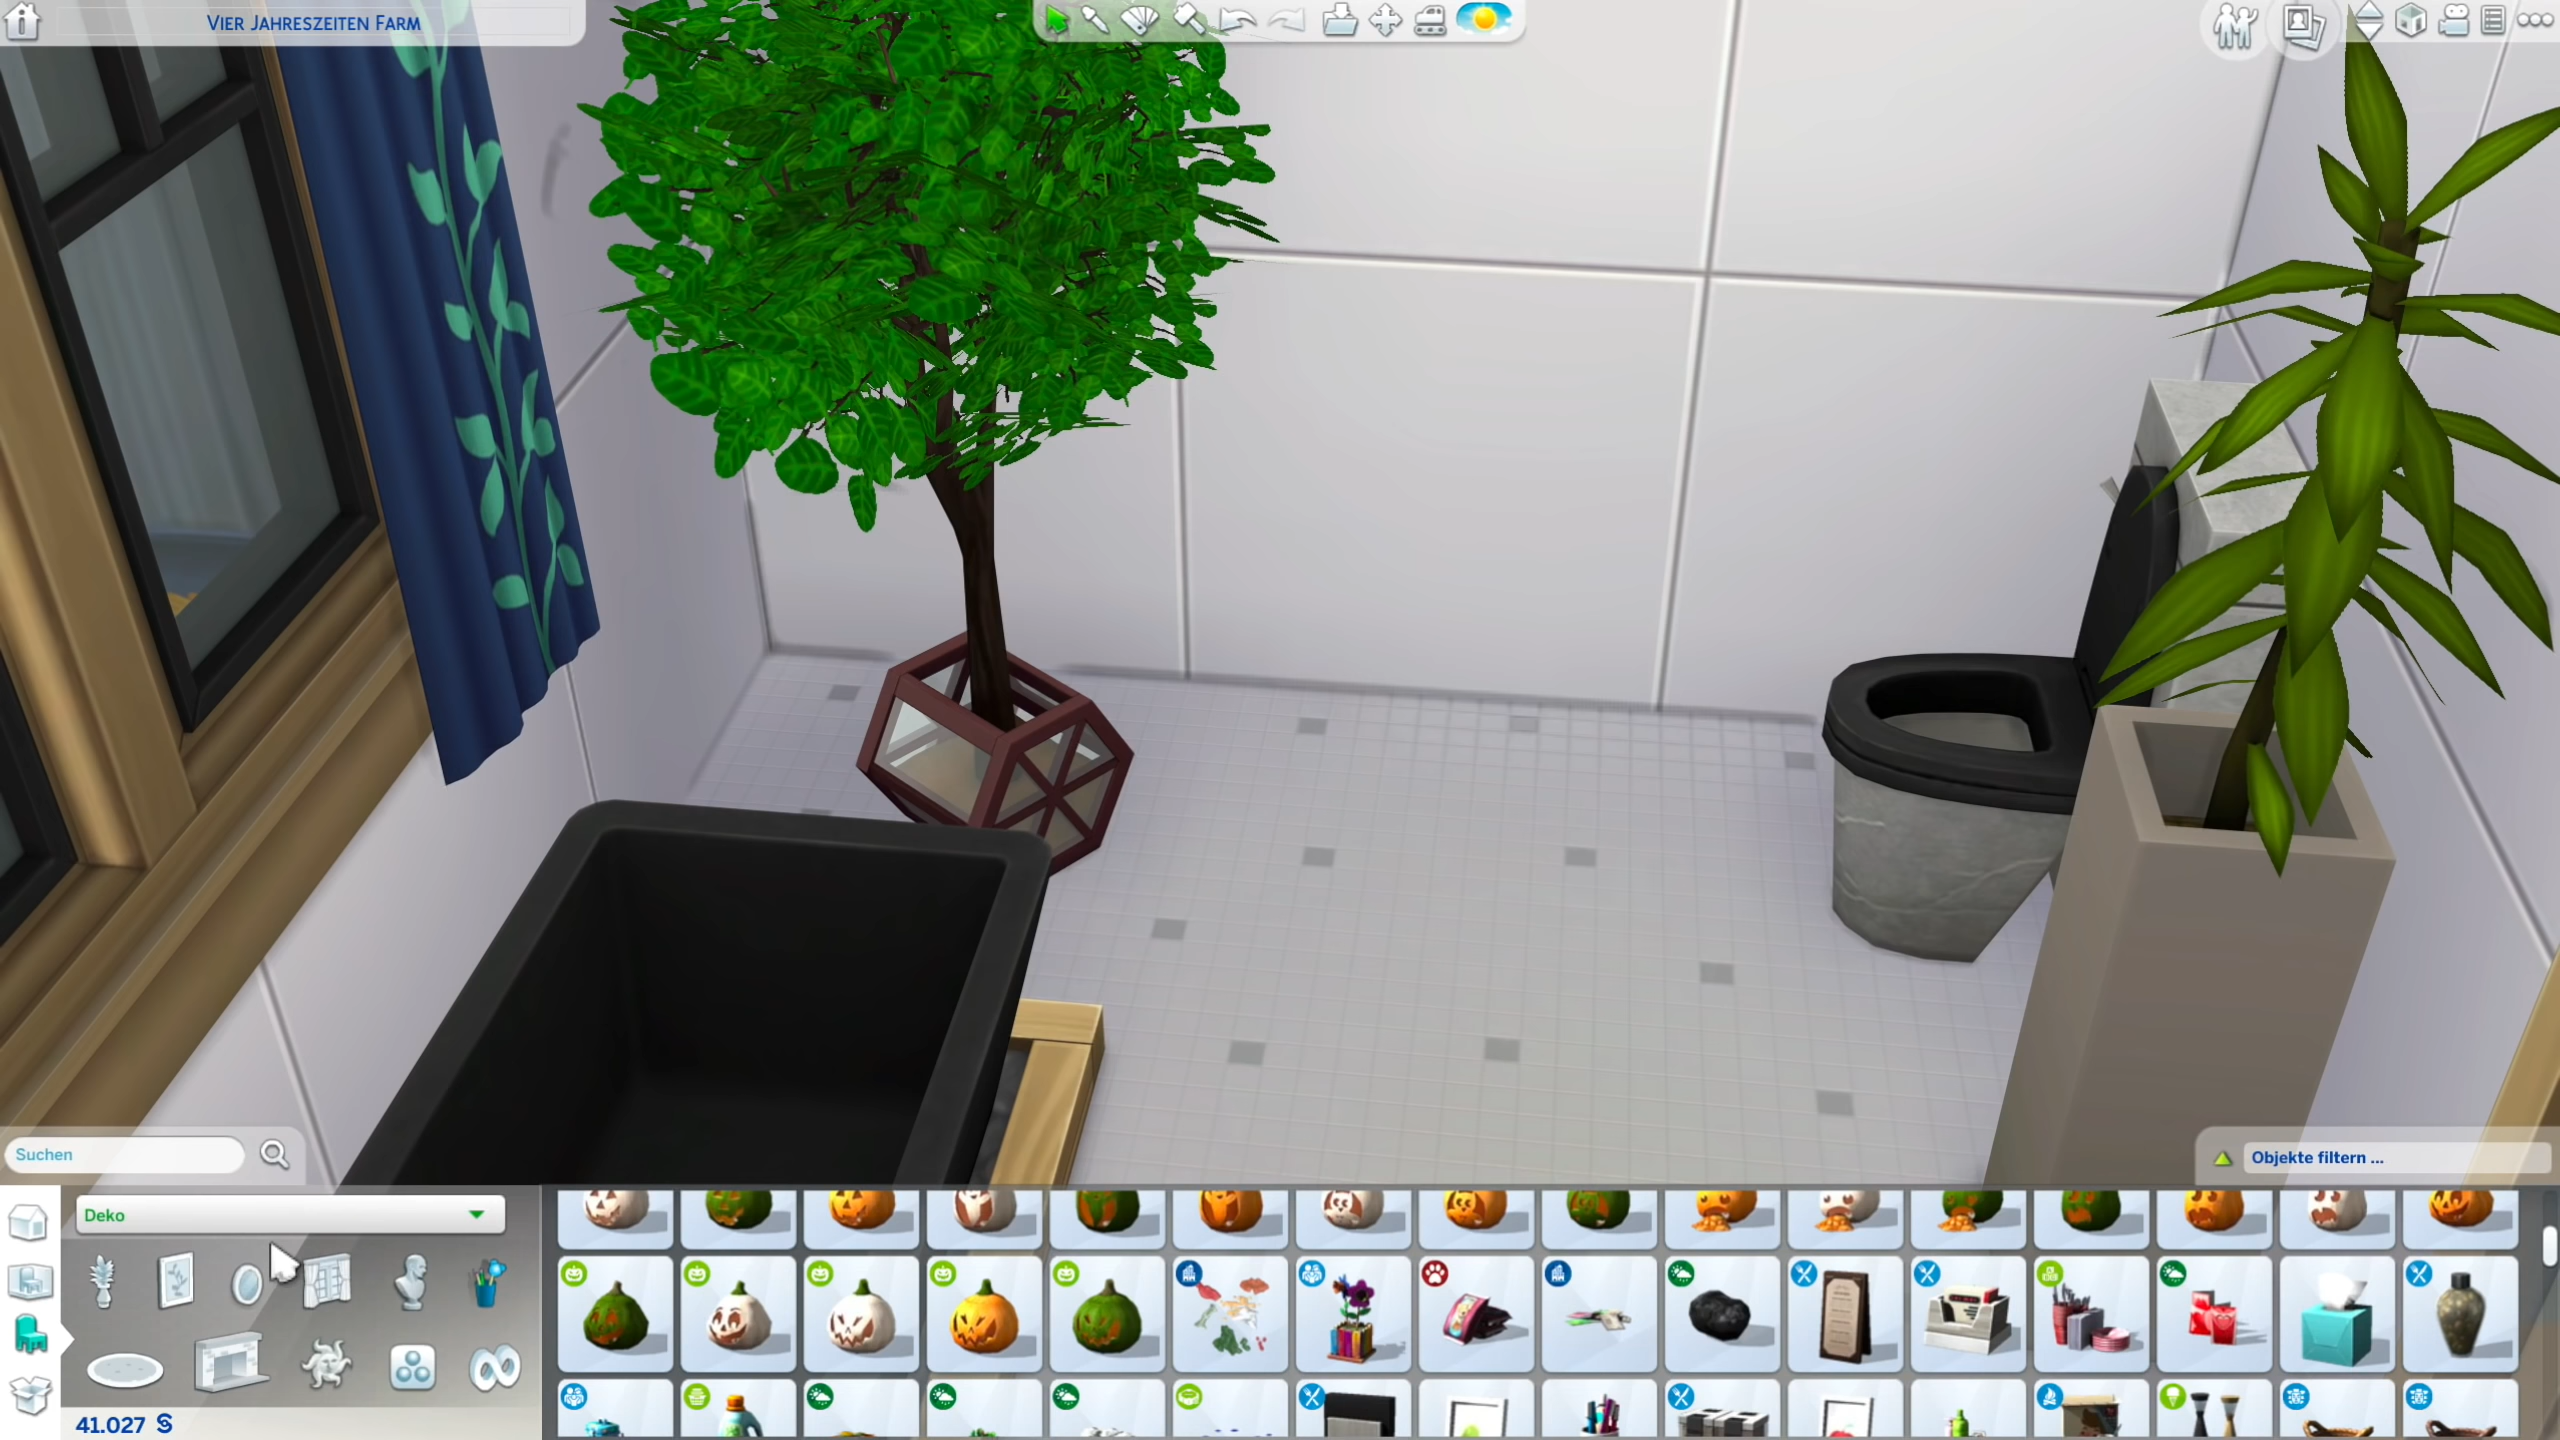 Vier Jahreszeiten Farm
Suchen
Objekte filtern ...
Deko
41.027 S